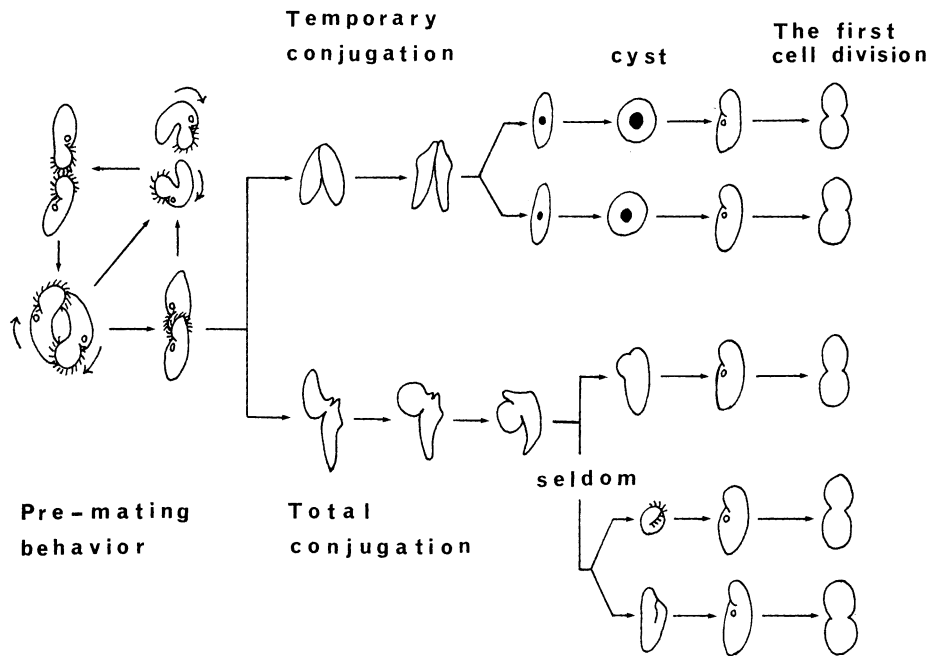 Temporary
conjugation
cyst
The first
cell division
seldom
Pre-mating
behavior
Total
conjugation